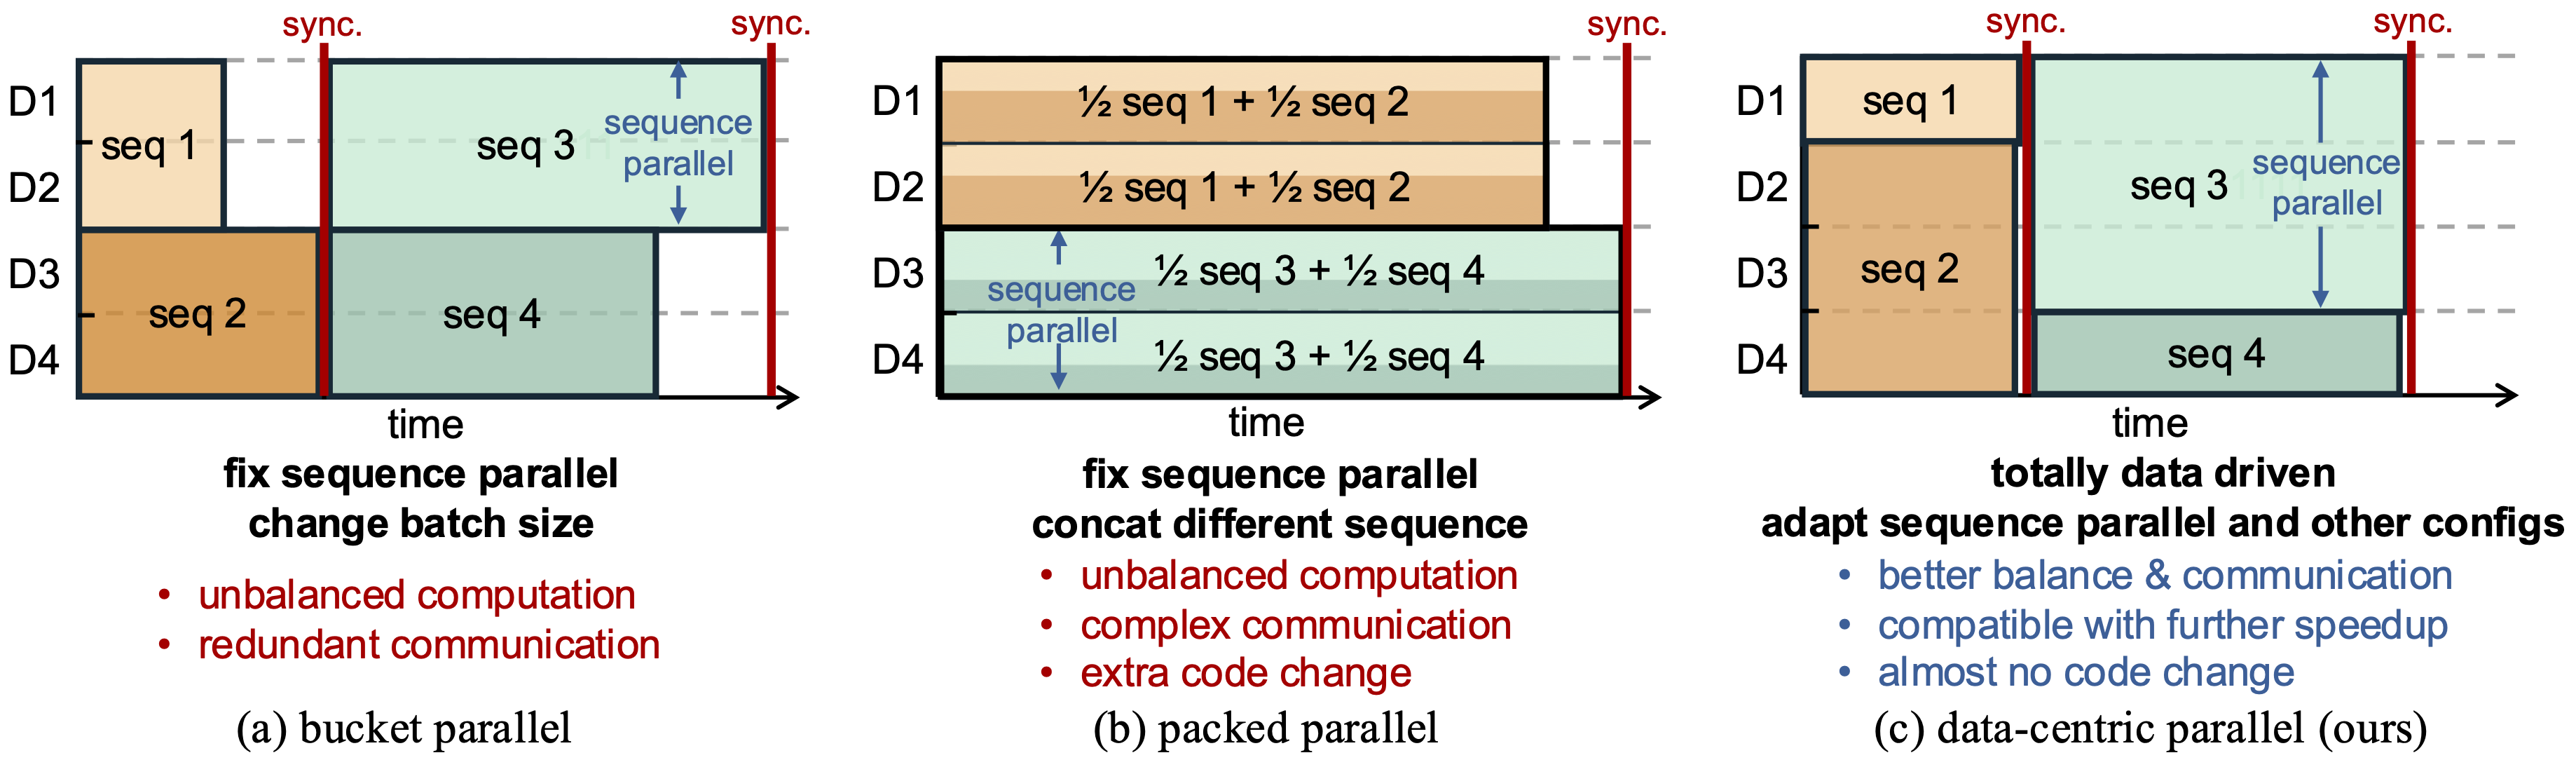 sync.
sync.
D1
D2
D3
D4
seq 1
seq 2
seq 3
seq 4
sequence
parallel
time
fix sequence parallel
change batch size
• unbalanced computation
• redundant communication
(a) bucket parallel
sync.
D1
D2
D3
D4
½ seq 1 + ½ seq 2
½ seq 1 + ½ seq 2
½ seq 3 + ½ seq 4
½ seq 3 + ½ seq 4
sequence
parallel
time
fix sequence parallel
concat different sequence
• unbalanced computation
• complex communication
• extra code change
(b) packed parallel
sync.
sync.
D1
D2
D3
D4
seq 1
seq 2
seq 3
seq 4
sequence
parallel
time
totally data driven
adapt sequence parallel and other configs
• better balance & communication
• compatible with further speedup
• almost no code change
(c) data-centric parallel (ours)